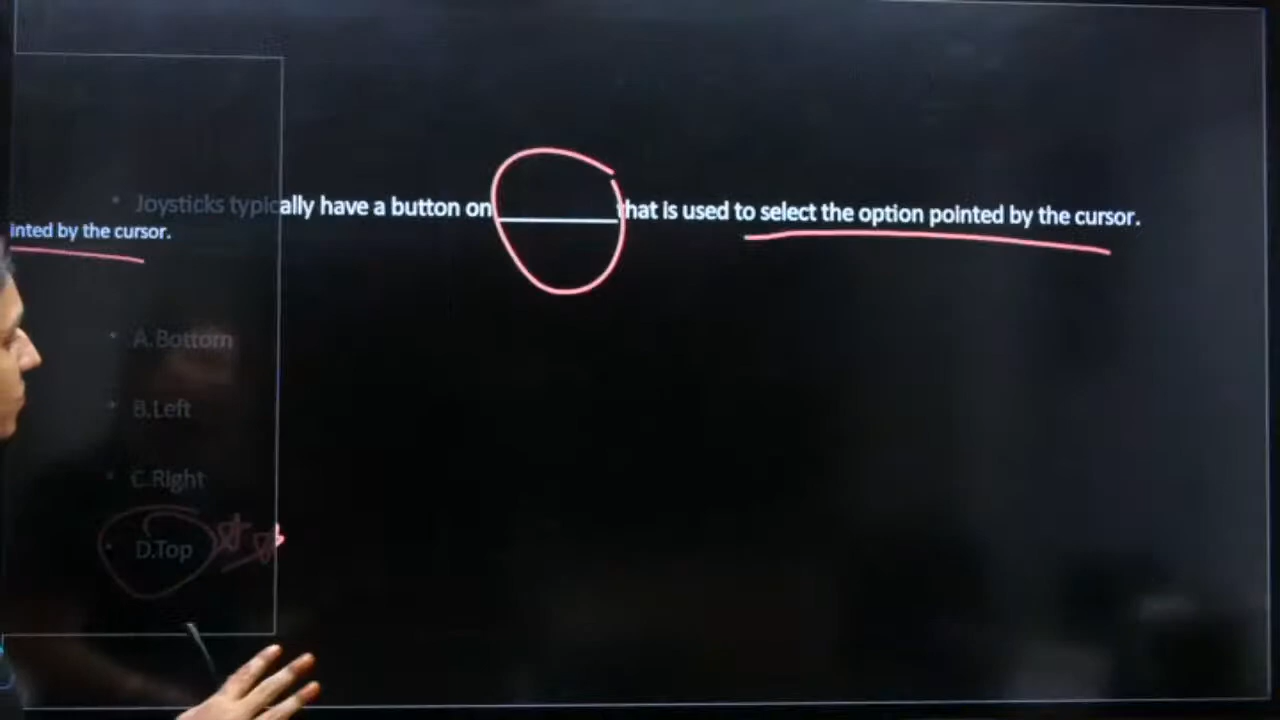 • Joysticks typically have a button on ________ that is used to select the option pointed by the cursor.
inted by the cursor.
• A.Bottom
• B.Left
• C.Right
• D.Top